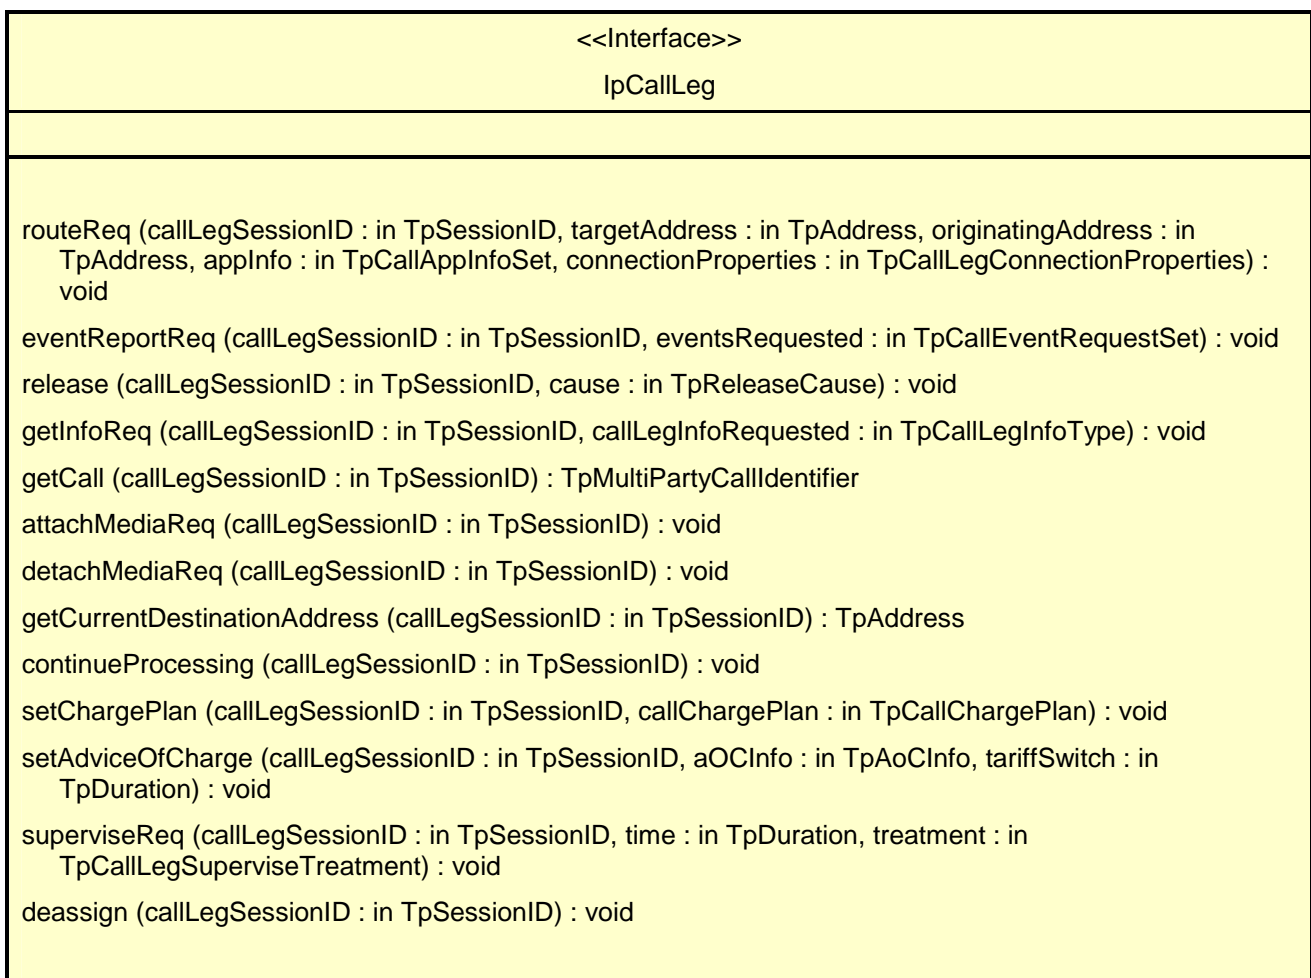 <<Interface>>
IpCallLeg
routeReq (callLegSessionID : in TpSessionID, targetAddress : in TpAddress, originatingAddress : in
TpAddress, appInfo : in TpCallAppInfoSet, connectionProperties : in TpCallLegConnectionProperties) :
void
eventReportReq (callLegSessionID : in TpSessionID, eventsRequested : in TpCallEventRequestSet) : void
release (callLegSessionID : in TpSessionID, cause : in TpReleaseCause) : void
getInfoReq (callLegSessionID : in TpSessionID, callLegInfoRequested : in TpCallLegInfoType) : void
getCall (callLegSessionID : in TpSessionID) : TpMultiPartyCallIdentifier
attachMediaReq (callLegSessionID : in TpSessionID) : void
detachMediaReq (callLegSessionID : in TpSessionID) : void
getCurrentDestinationAddress (callLegSessionID : in TpSessionID) : TpAddress
continueProcessing (callLegSessionID : in TpSessionID) : void
setChargePlan (callLegSessionID : in TpSessionID, callChargePlan : in TpCallChargePlan) : void
setAdviceOfCharge (callLegSessionID : in TpSessionID, aOCInfo : in TpAoCInfo, tariffSwitch : in
TpDuration) : void
superviseReq (callLegSessionID : in TpSessionID, time : in TpDuration, treatment : in
TpCallLegSuperviseTreatment) : void
deassign (callLegSessionID : in TpSessionID) : void